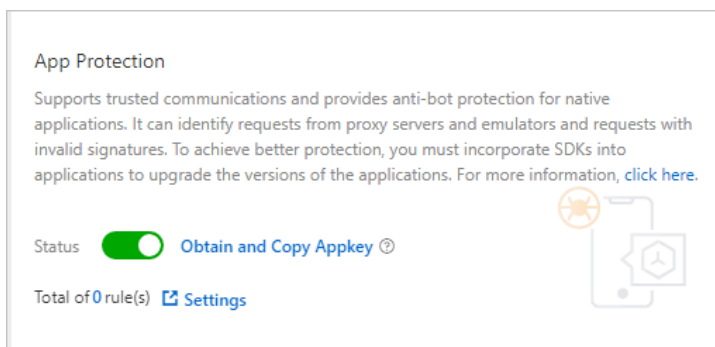 App Protection
Supports trusted communications and provides anti-bot protection for native
applications. It can identify requests from proxy servers and emulators and requests with
invalid signatures. To achieve better protection, you must incorporate SDKs into
applications to upgrade the versions of the applications. For more information, click here.
Status Obtain and Copy Appkey ?
Total of 0 rule(s) Settings